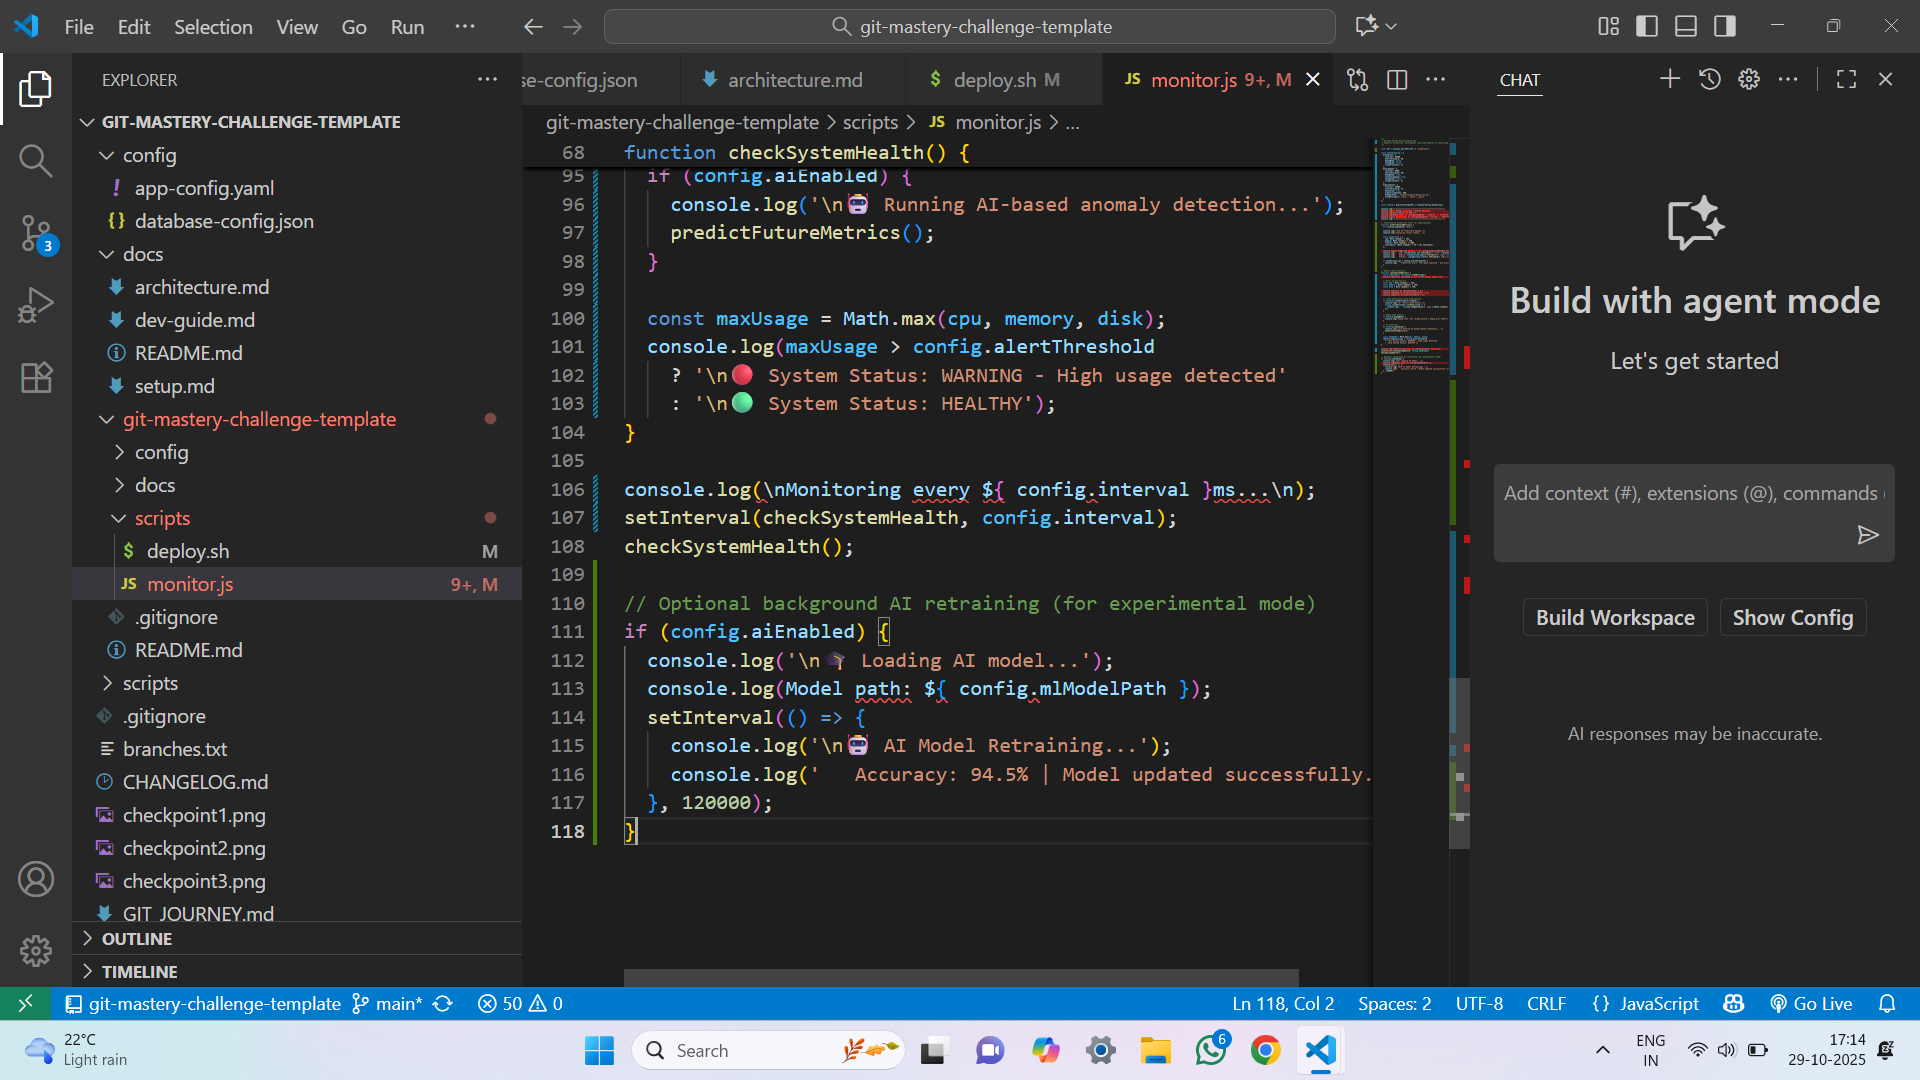 File Edit Selection View Go Run ...
git-mastery-challenge-template
EXPLORER
GIT-MASTERY-CHALLENGE-TEMPLATE
config
! app-config.yaml
{} database-config.json
docs
architecture.md
dev-guide.md
README.md
setup.md
git-mastery-challenge-template
config
docs
scripts
$ deploy.sh M
JS monitor.js 9+, M
.gitignore
README.md
scripts
.gitignore
branches.txt
CHANGELOG.md
checkpoint1.png
checkpoint2.png
checkpoint3.png
GIT_JOURNEY.md
OUTLINE
TIMELINE
3
se-config.json architecture.md $ deploy.sh M JS monitor.js 9+, M
git-mastery-challenge-template > scripts > JS monitor.js > ...
68 function checkSystemHealth() {
95 if (config.aiEnabled) {
96 console.log('\n🤖 Running AI-based anomaly detection...');
97 predictFutureMetrics();
98 }
99
100 const maxUsage = Math.max(cpu, memory, disk);
101 console.log(maxUsage > config.alertThreshold
102 ? '\n🔴 System Status: WARNING - High usage detected'
103 : '\n🟢 System Status: HEALTHY');
104 }
105
106 console.log(\nMonitoring every ${ config.interval }ms...\n);
107 setInterval(checkSystemHealth, config.interval);
108 checkSystemHealth();
109
110 // Optional background AI retraining (for experimental mode)
111 if (config.aiEnabled) {
112 console.log('\n🎓 Loading AI model...');
113 console.log(Model path: ${ config.mlModelPath });
114 setInterval(() => {
115 console.log('\n🤖 AI Model Retraining...');
116 console.log('   Accuracy: 94.5% | Model updated successfully.
117 }, 120000);
118 }
CHAT
Build with agent mode
Let's get started
Add context (#), extensions (@), commands
Build Workspace Show Config
AI responses may be inaccurate.
git-mastery-challenge-template main* 50 0 Ln 118, Col 2 Spaces: 2 UTF-8 CRLF {} JavaScript Go Live
22°C
Light rain
Search
6
ENG
IN
17:14
29-10-2025